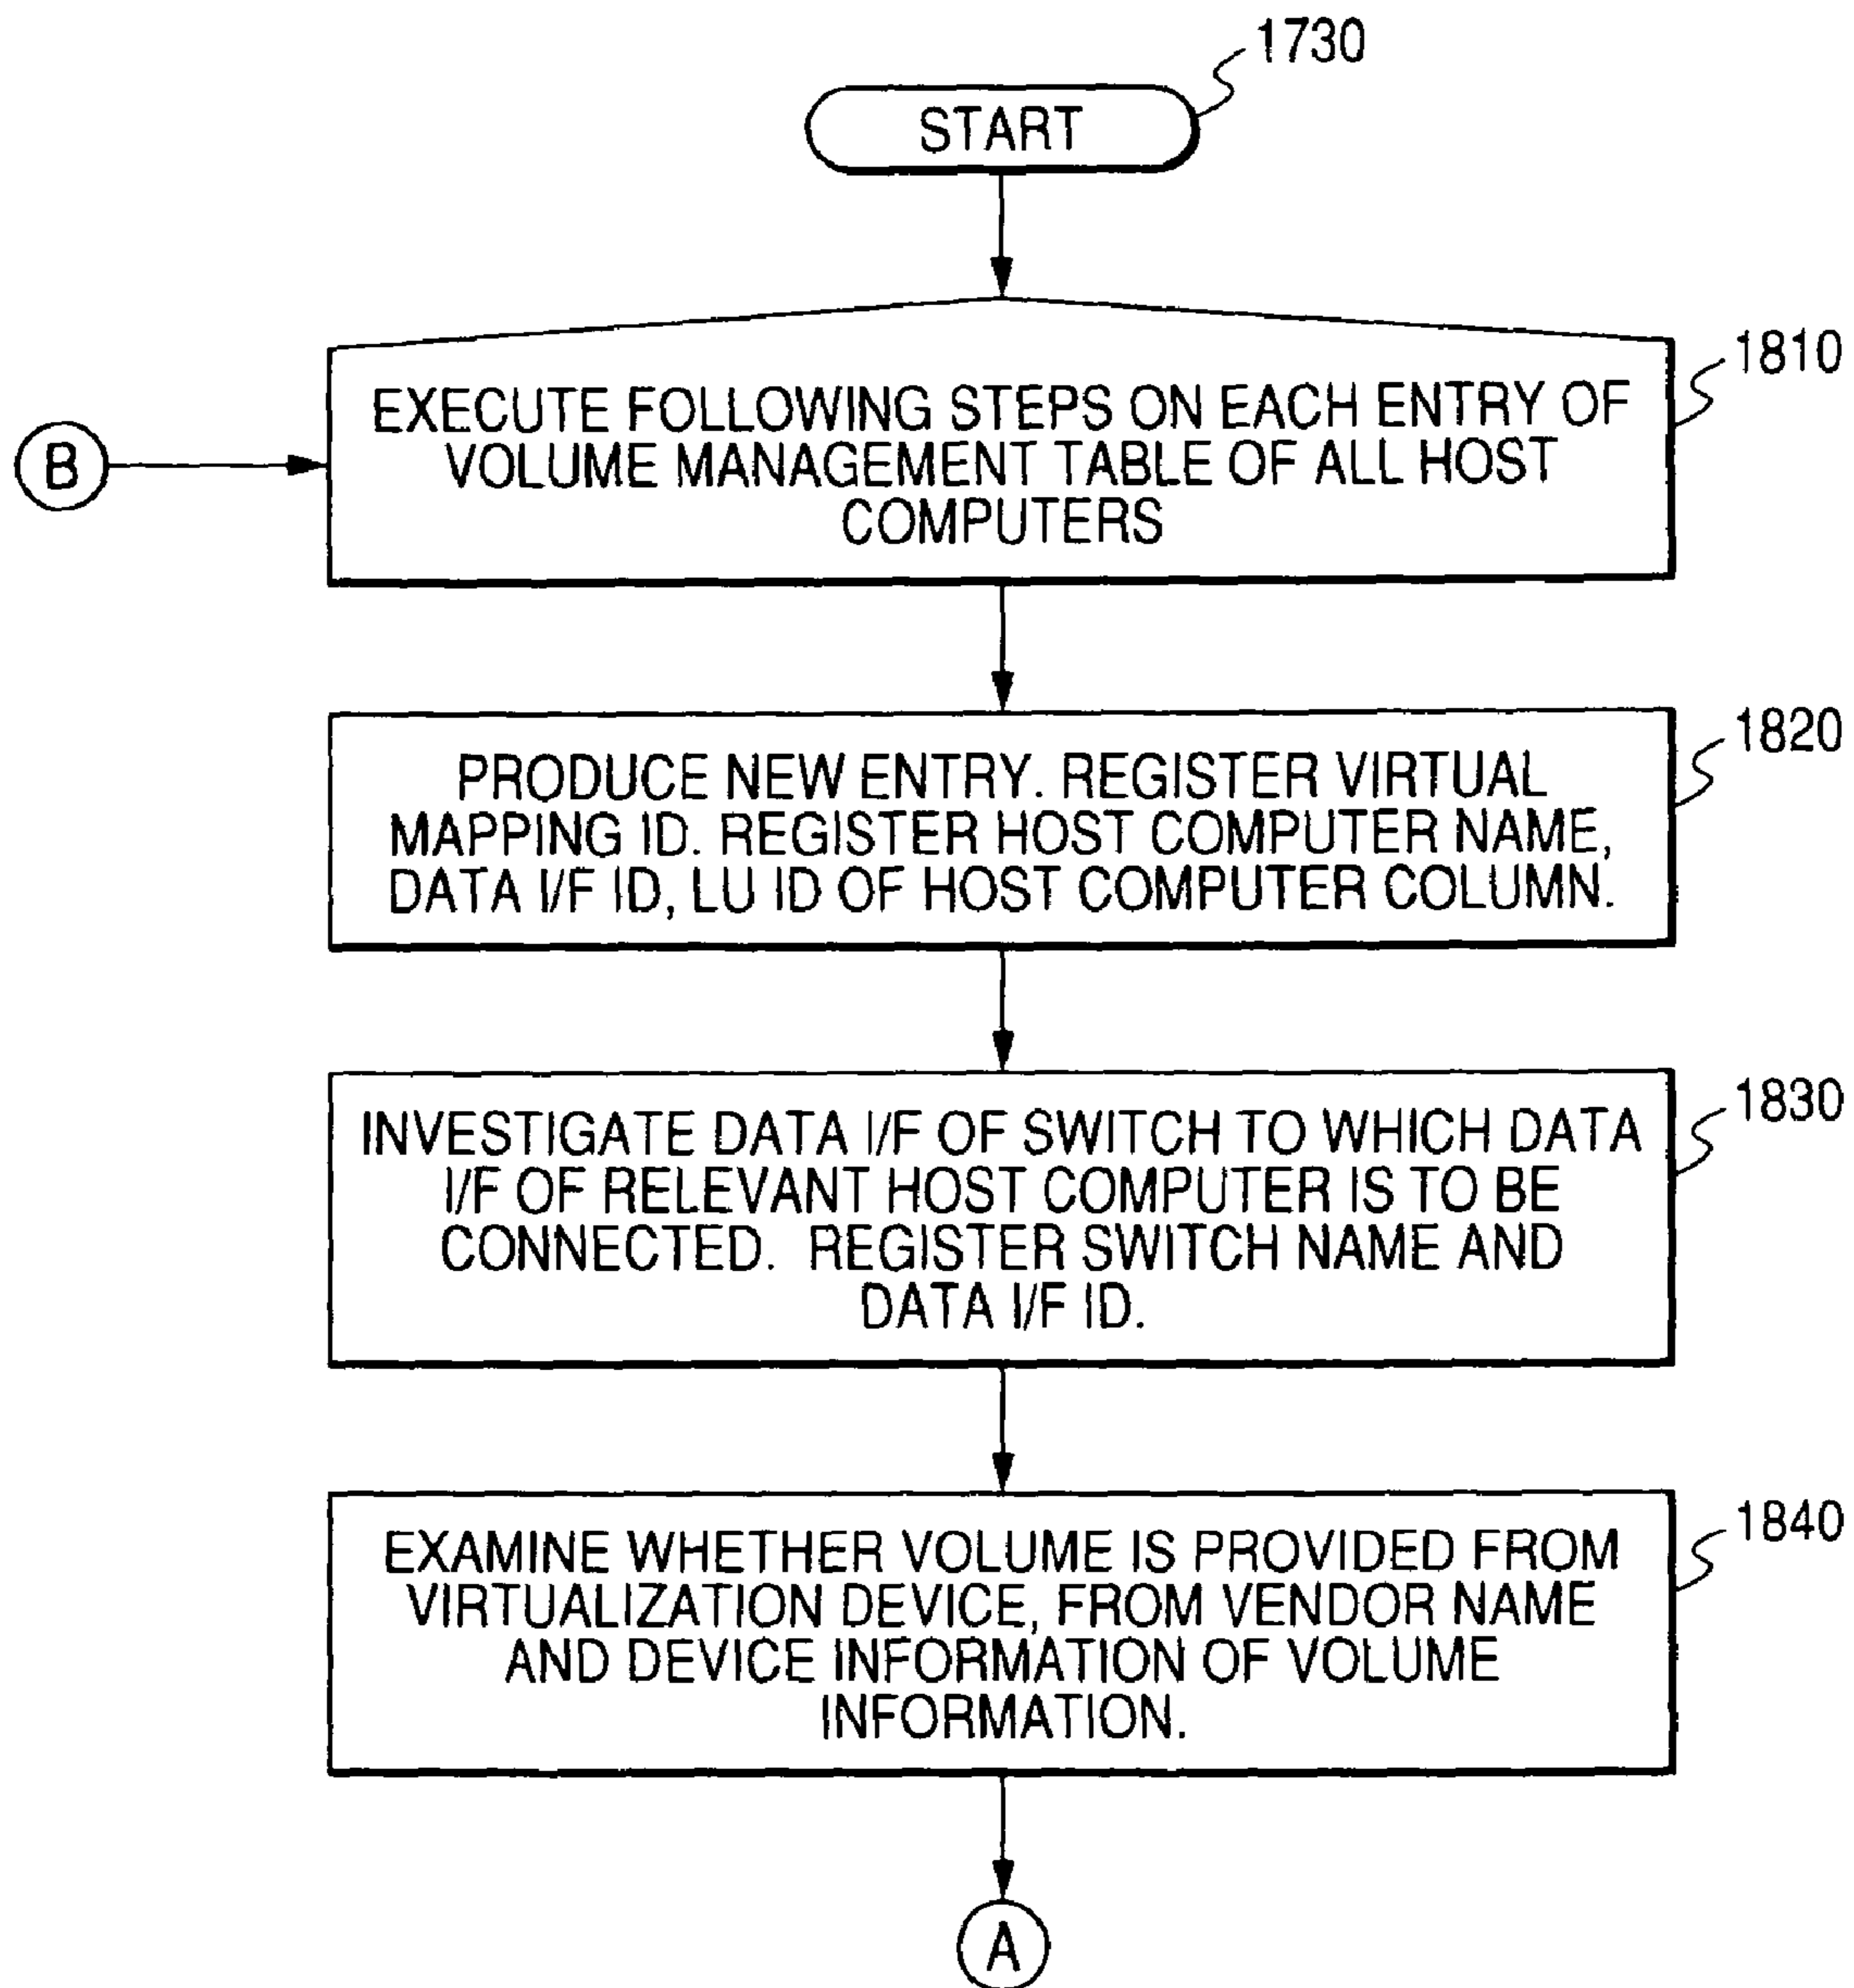 1730
START
1810
EXECUTE FOLLOWING STEPS ON EACH ENTRY OF
VOLUME MANAGEMENT TABLE OF ALL HOST
COMPUTERS
B
1820
PRODUCE NEW ENTRY. REGISTER VIRTUAL
MAPPING ID. REGISTER HOST COMPUTER NAME,
DATA I/F ID, LU ID OF HOST COMPUTER COLUMN.
1830
INVESTIGATE DATA I/F OF SWITCH TO WHICH DATA
I/F OF RELEVANT HOST COMPUTER IS TO BE
CONNECTED. REGISTER SWITCH NAME AND
DATA I/F ID.
1840
EXAMINE WHETHER VOLUME IS PROVIDED FROM
VIRTUALIZATION DEVICE, FROM VENDOR NAME
AND DEVICE INFORMATION OF VOLUME
INFORMATION.
A